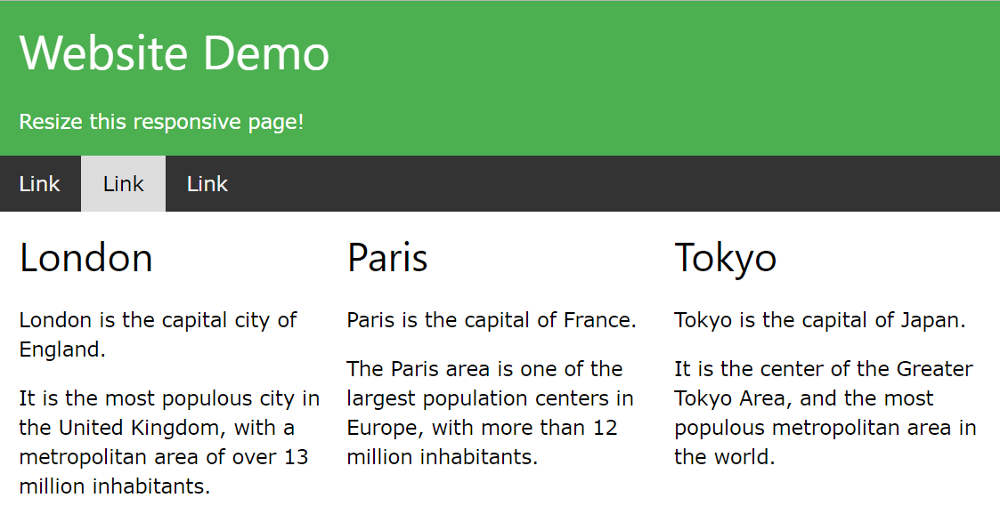 Website Demo
Resize this responsive page!
Link Link Link
London
London is the capital city of
England.
It is the most populous city in
the United Kingdom, with a
metropolitan area of over 13
million inhabitants.
Paris
Paris is the capital of France.
The Paris area is one of the
largest population centers in
Europe, with more than 12
million inhabitants.
Tokyo
Tokyo is the capital of Japan.
It is the center of the Greater
Tokyo Area, and the most
populous metropolitan area in
the world.